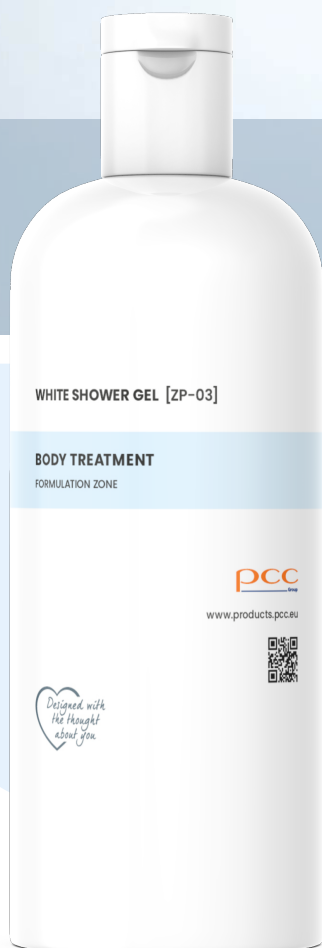 WHITE SHOWER GEL [ZP-03]
BODY TREATMENT
FORMULATION ZONE
pcc
Group
www.products.pcc.eu
Designed with
the thought
about you